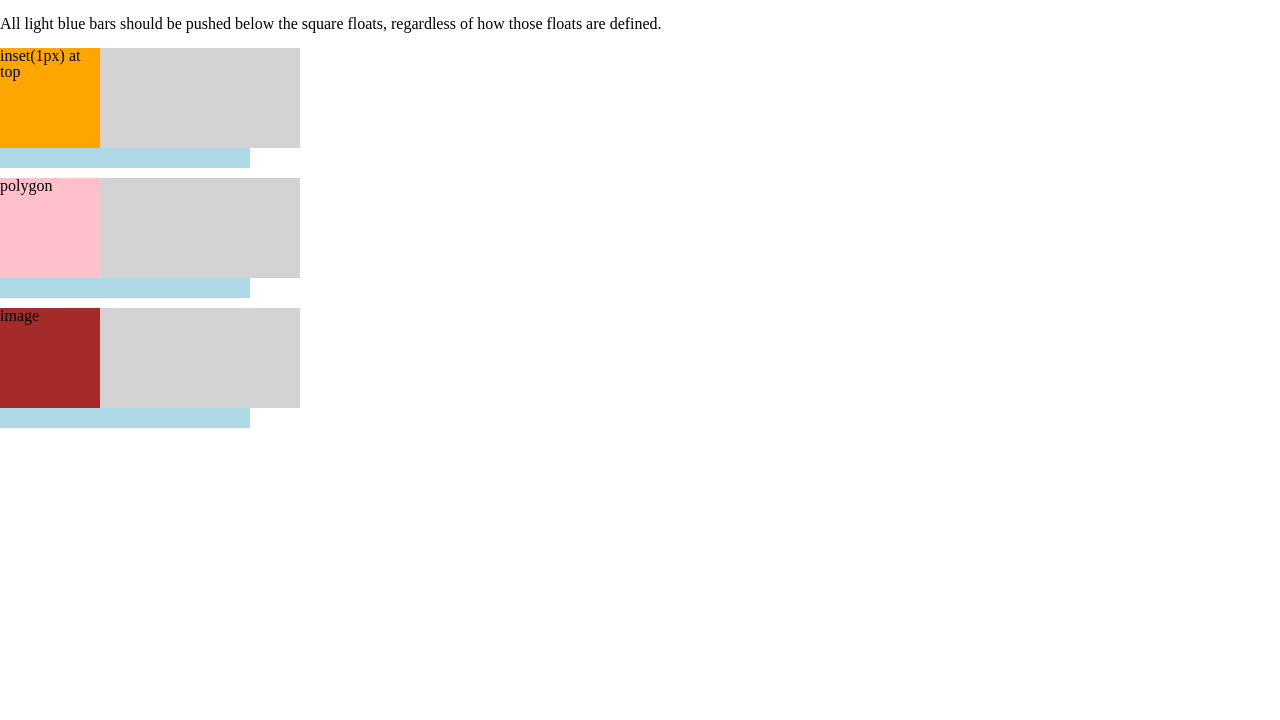 All light blue bars should be pushed below the square floats, regardless of how those floats are defined.
inset(1px) at
top
polygon
image